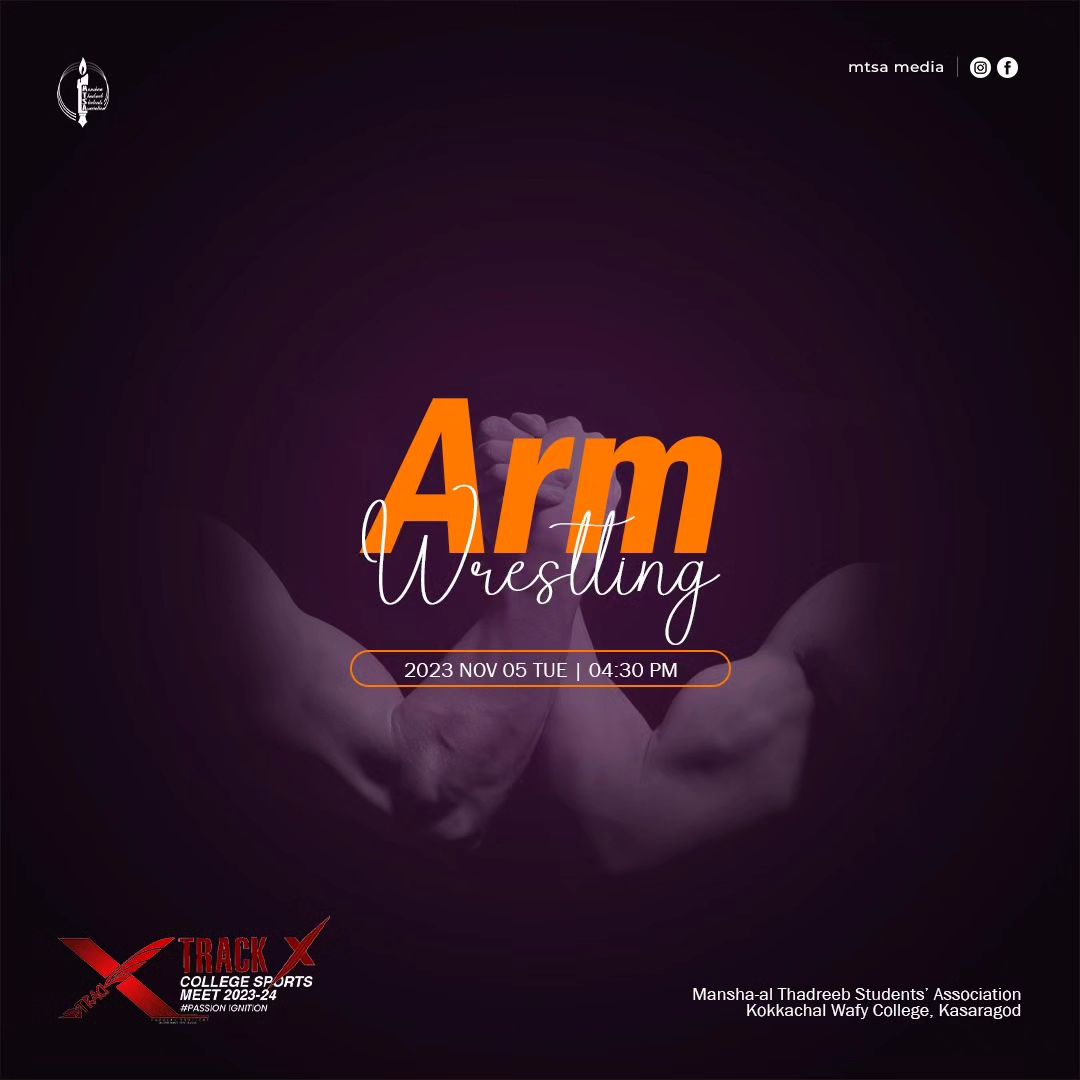 mtsa media
Arm
Wrestling
2023 NOV 05 TUE | 04:30 PM
TRACK X
COLLEGE SPORTS
MEET 2023-24
#PASSION IGNITION
Mansha-al Thadreeb Students’ Association
Kokkachal Wafy College, Kasaragod